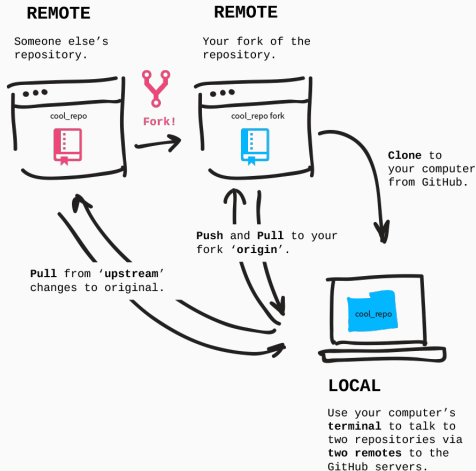 REMOTE
Someone else's
repository.
cool_repo
Fork!
REMOTE
Your fork of the
repository.
cool_repo fork
Clone to
your computer
from GitHub.
Push and Pull to your
fork 'origin'.
Pull from 'upstream'
changes to original.
cool_repo
LOCAL
Use your computer's
terminal to talk to
two repositories via
two remotes to the
GitHub servers.